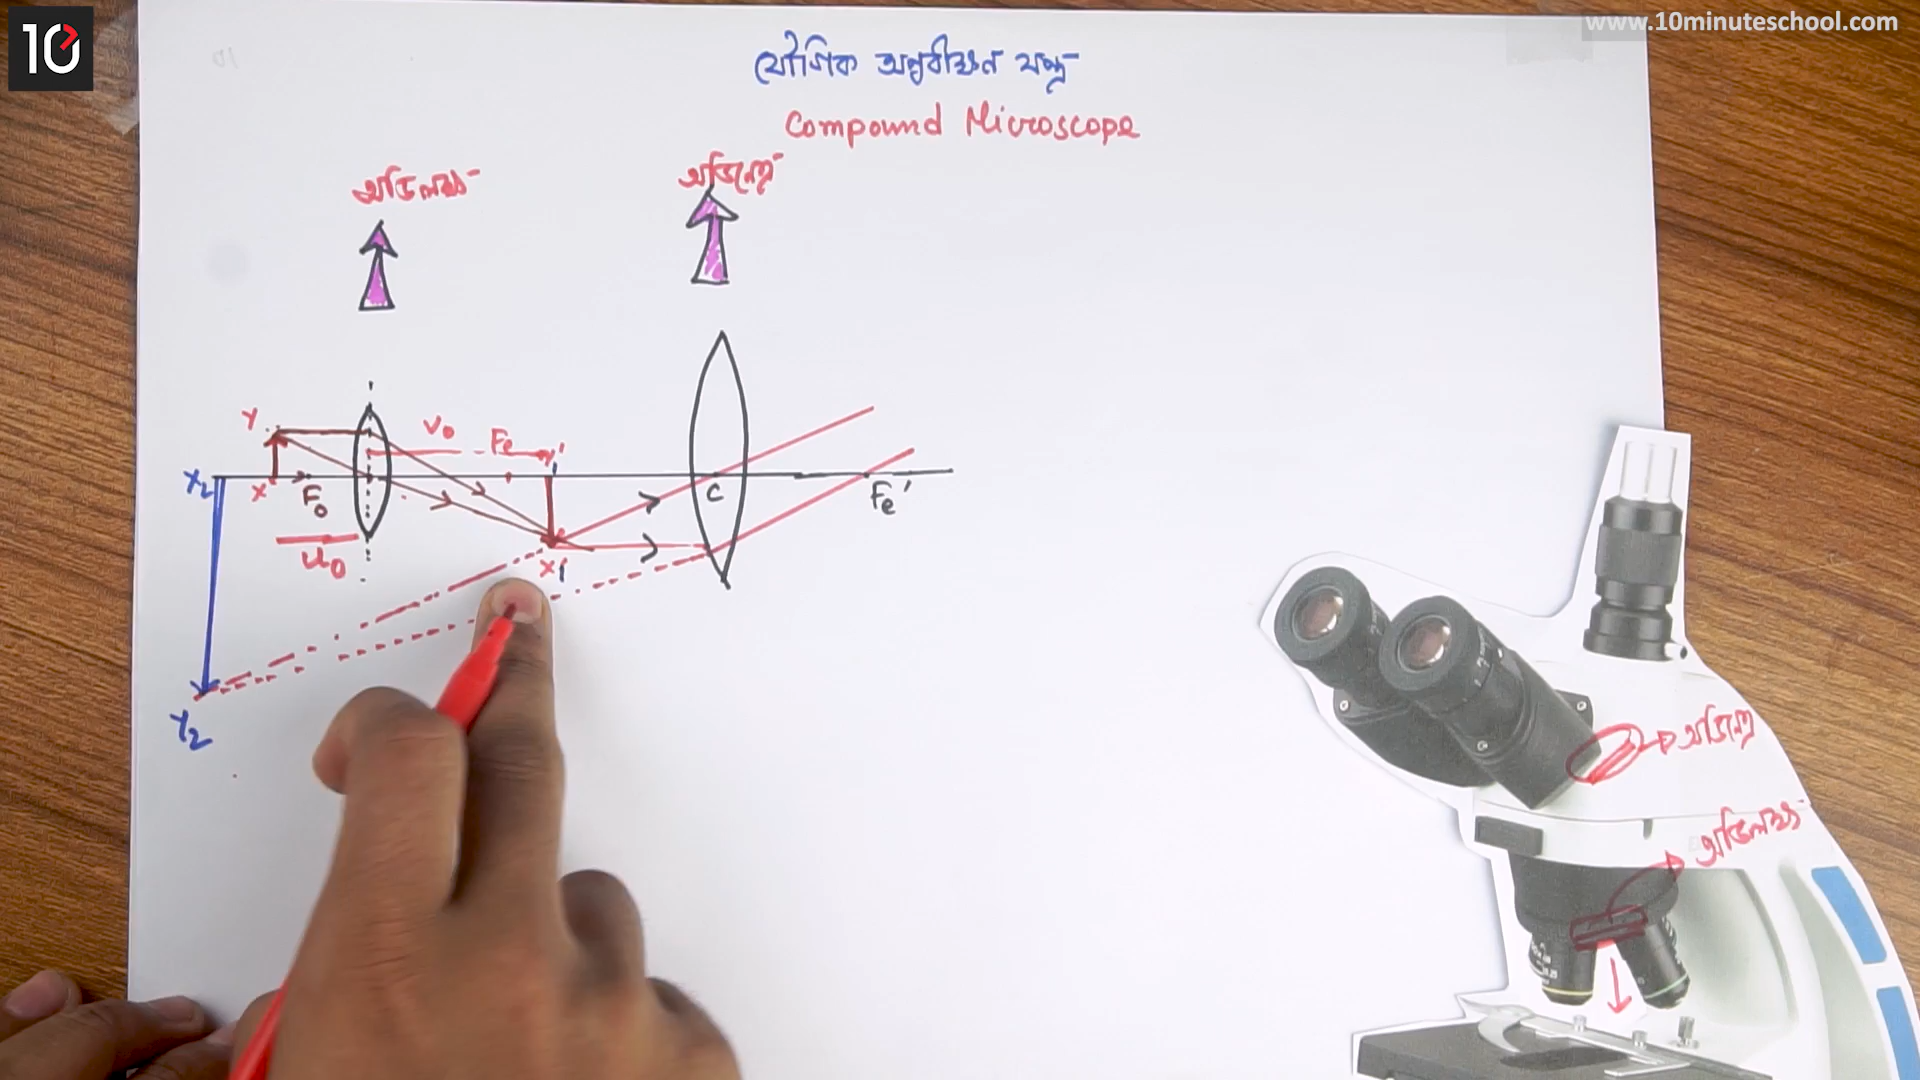 10
www.10minuteschool.com
যৌগিক অনুবীক্ষণ যন্ত্র
Compound Microscope
অভিলক্ষ্য
অভিনেত্র
Y
V₀
Fe
X₂
X
F₀
C
Fe'
U₀
X₁
Y₂
অভিনেত্র
অভিলক্ষ্য